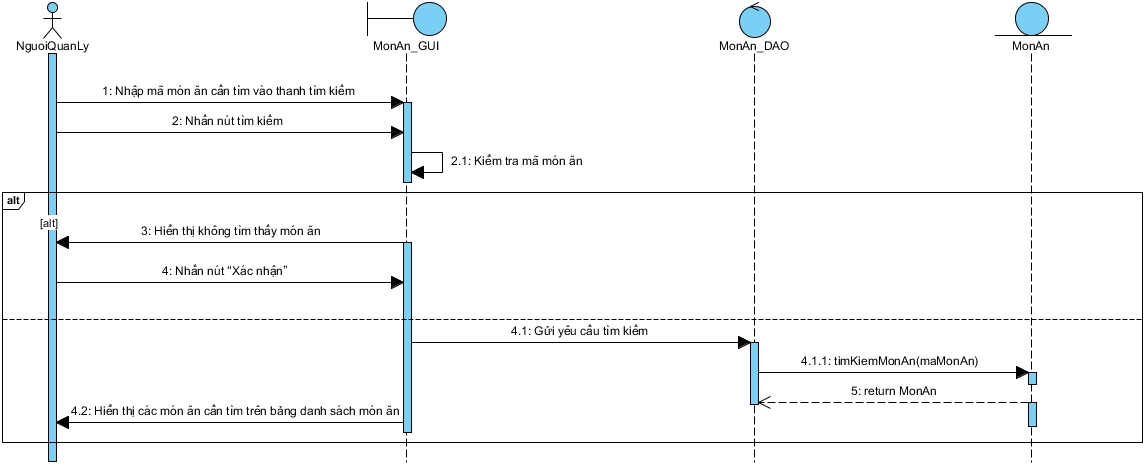 NguoiQuanLy
MonAn_GUI
MonAn_DAO
MonAn
1: Nhập mã món ăn cần tìm vào thanh tìm kiếm
2: Nhấn nút tìm kiếm
2.1: Kiểm tra mã món ăn
alt
[alt]
3: Hiển thị không tìm thấy món ăn
4: Nhấn nút “Xác nhận”
4.1: Gửi yêu cầu tìm kiếm
4.1.1: timKiemMonAn(maMonAn)
5: return MonAn
4.2: Hiển thị các món ăn cần tìm trên bảng danh sách món ăn